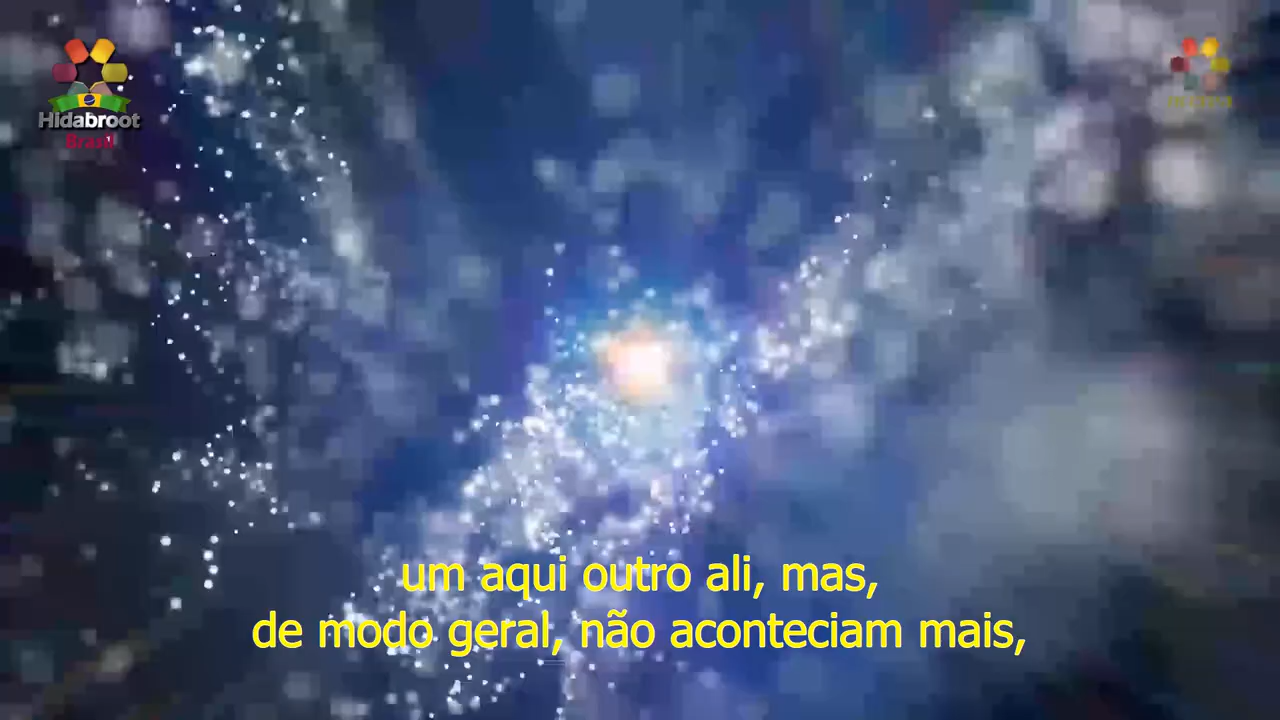 Hidabroot
Brasil
um aqui outro ali, mas,
de modo geral, não aconteciam mais,